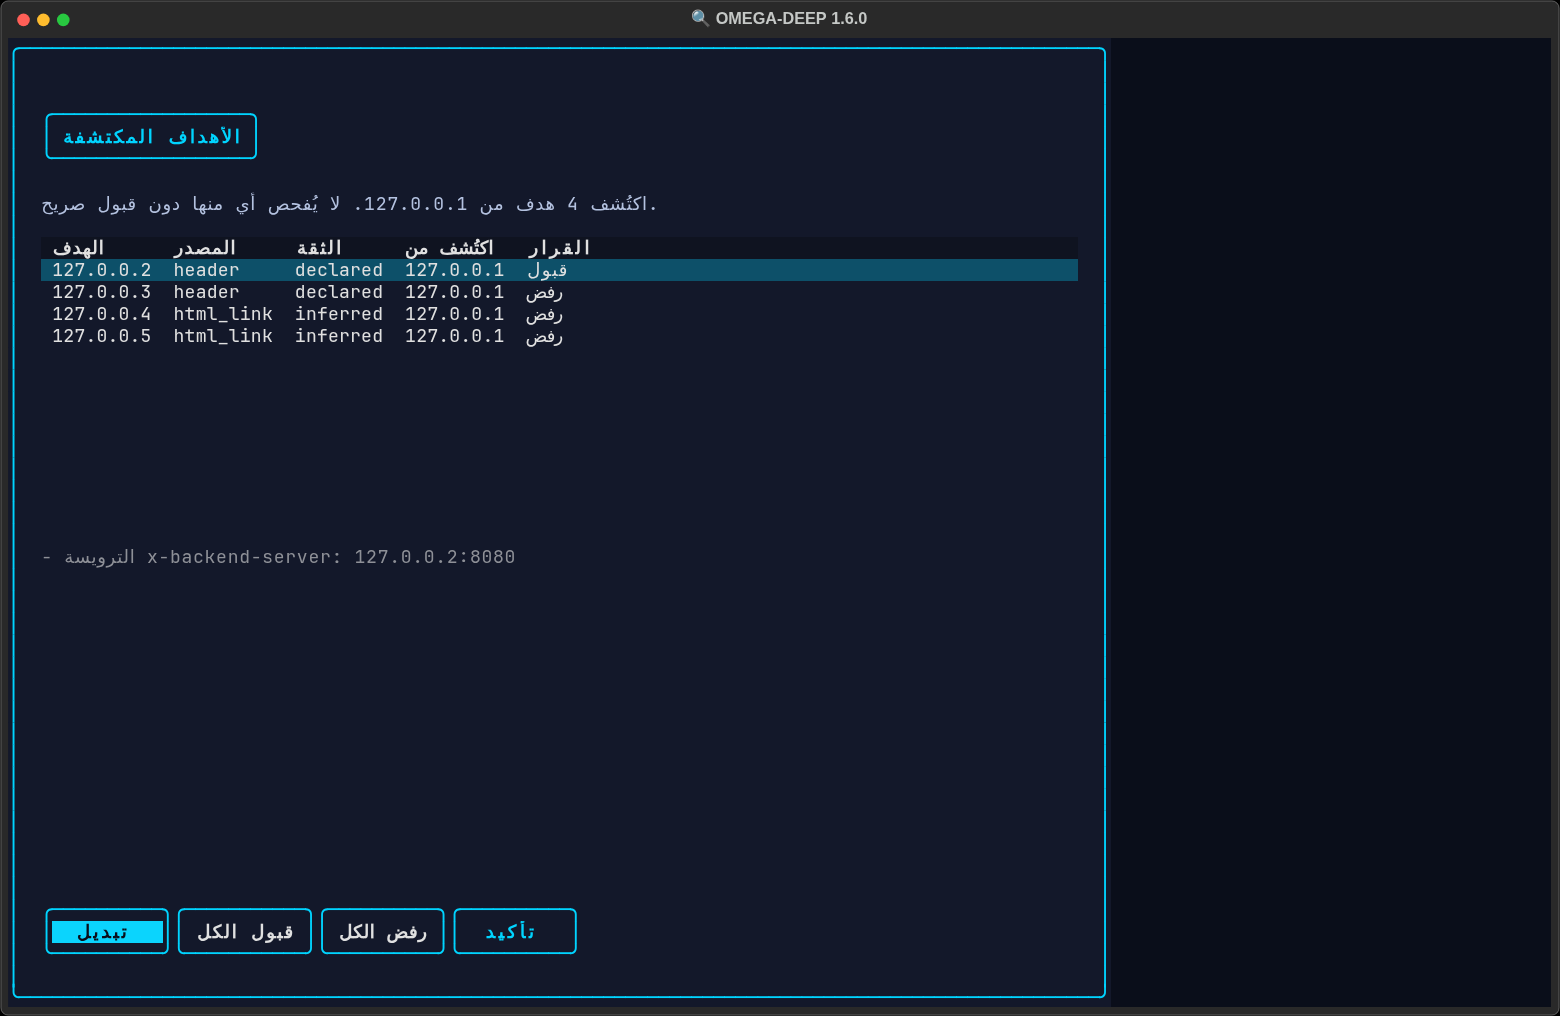 🔍 OMEGA-DEEP 1.6.0
الأهداف المكتشفة
اكتُشف 4 هدف من 127.0.0.1. لا يُفحص أي منها دون قبول صريح.
الهدف المصدر الثقة اكتُشف من القرار
127.0.0.2 header declared 127.0.0.1 قبول
127.0.0.3 header declared 127.0.0.1 رفض
127.0.0.4 html_link inferred 127.0.0.1 رفض
127.0.0.5 html_link inferred 127.0.0.1 رفض
- الترويسة x-backend-server: 127.0.0.2:8080
تبديل قبول الكل رفض الكل تأكيد